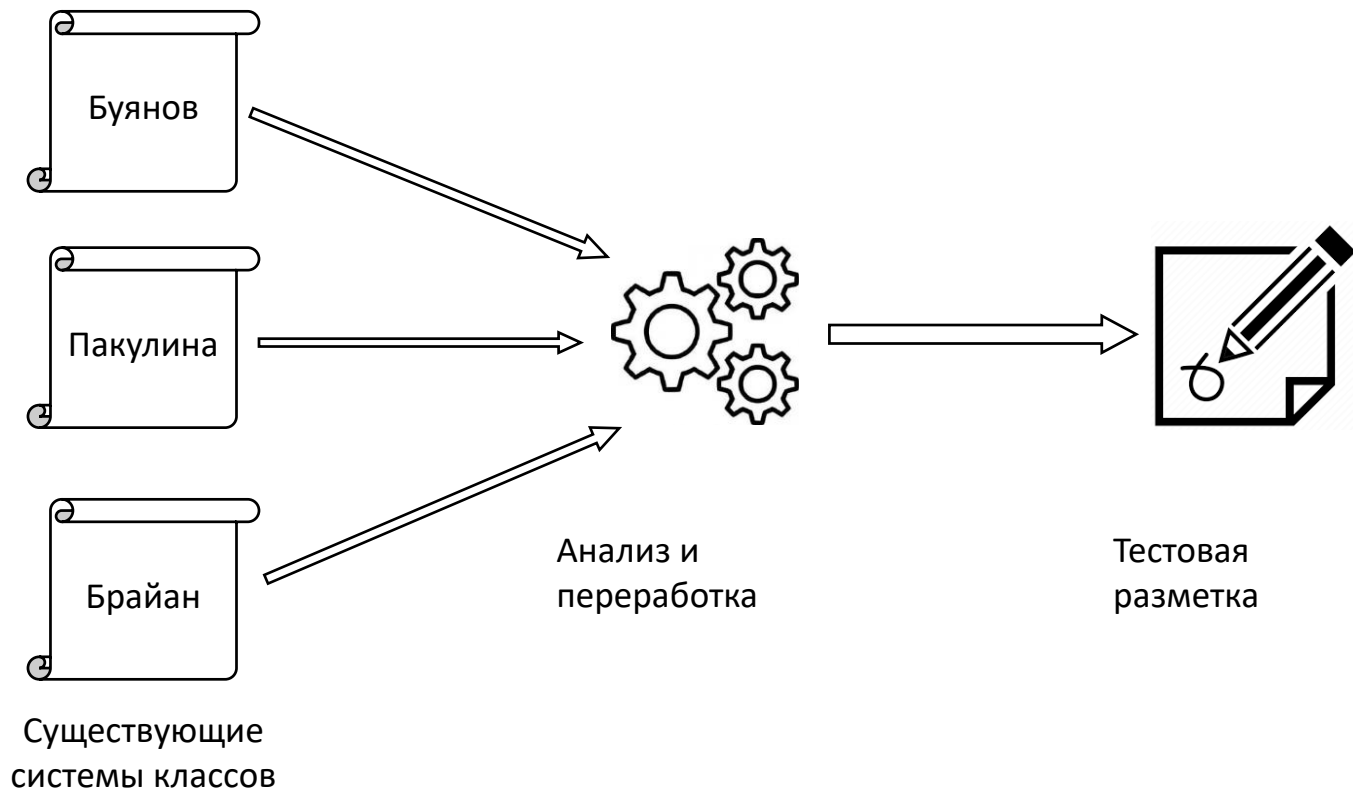 Буянов
Пакулина
Брайан
Существующие
системы классов
Анализ и
переработка
Тестовая
разметка